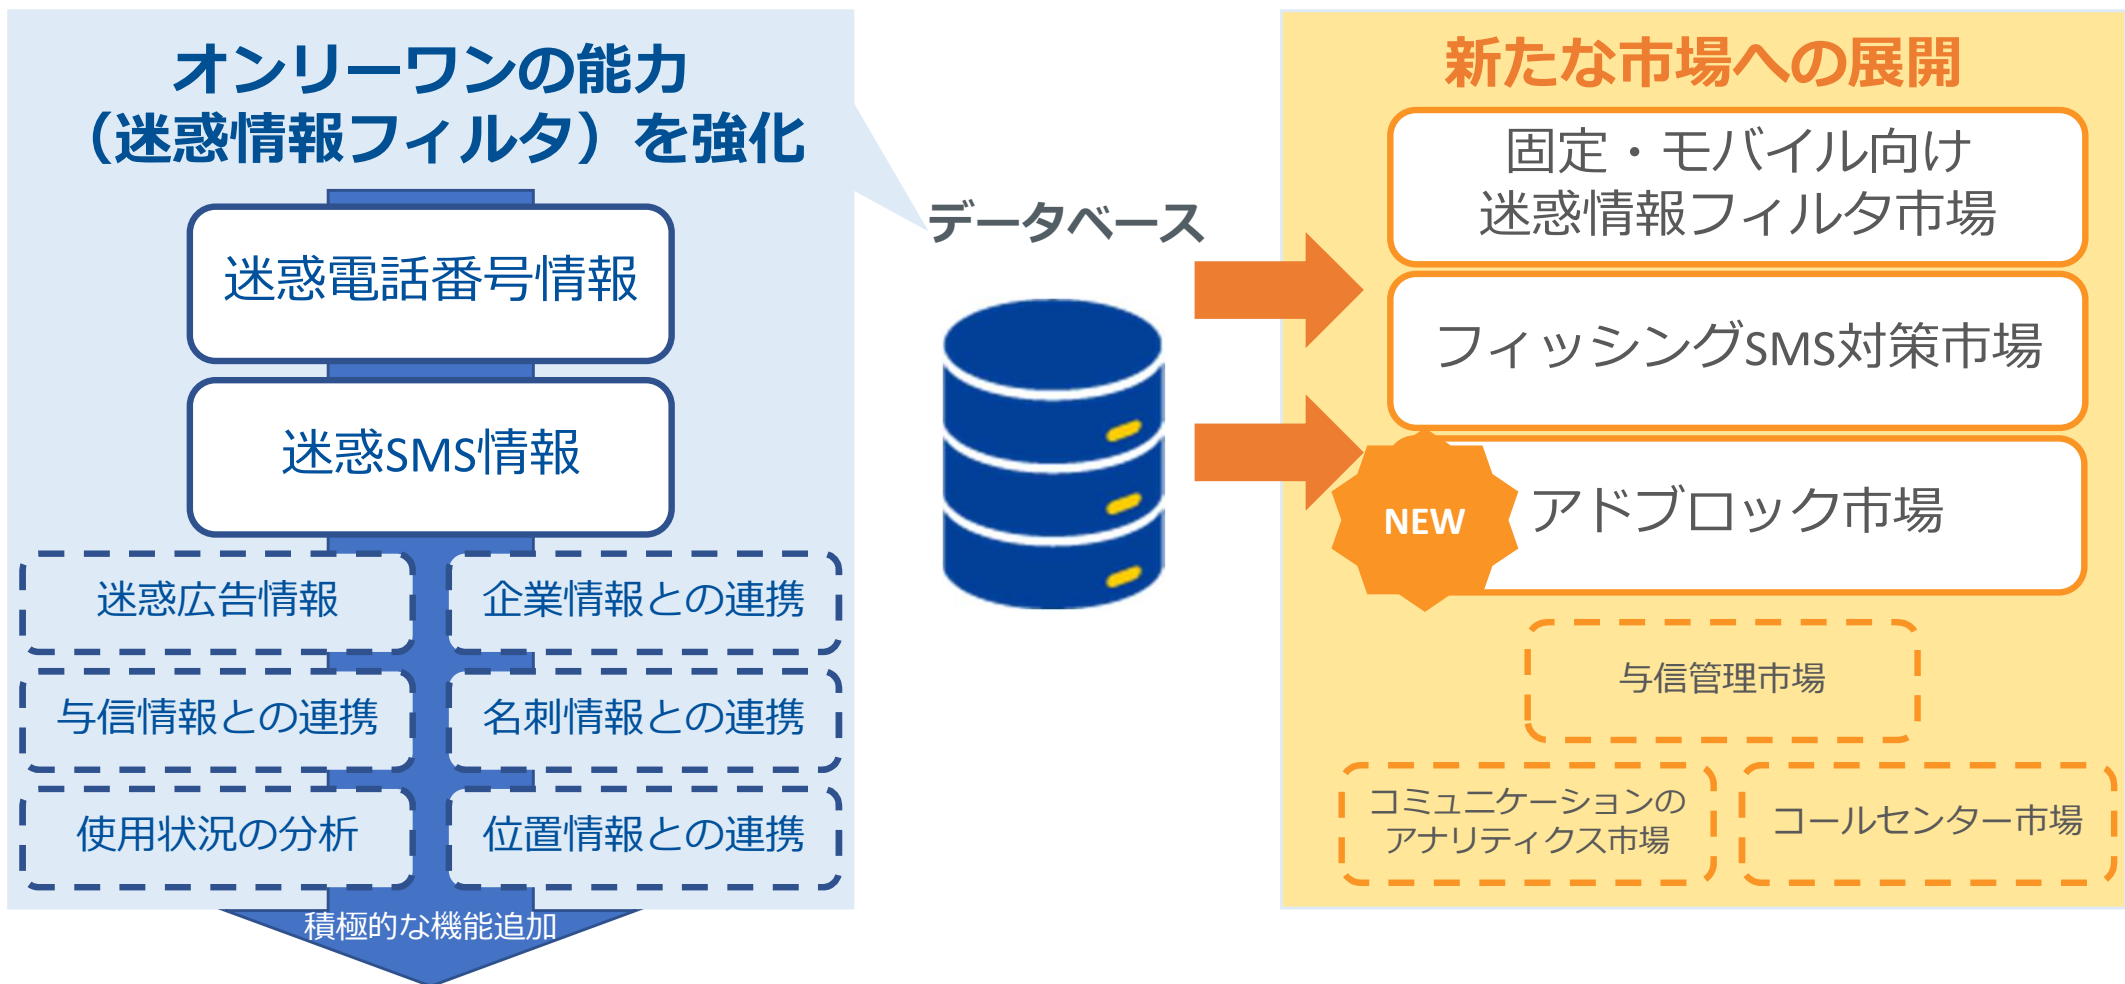 オンリーワンの能力
（迷惑情報フィルタ）を強化
迷惑電話番号情報
迷惑SMS情報
迷惑広告情報
企業情報との連携
与信情報との連携
名刺情報との連携
使用状況の分析
位置情報との連携
積極的な機能追加
データベース
新たな市場への展開
固定・モバイル向け
迷惑情報フィルタ市場
フィッシングSMS対策市場
NEW
アドブロック市場
与信管理市場
コミュニケーションの
アナリティクス市場
コールセンター市場